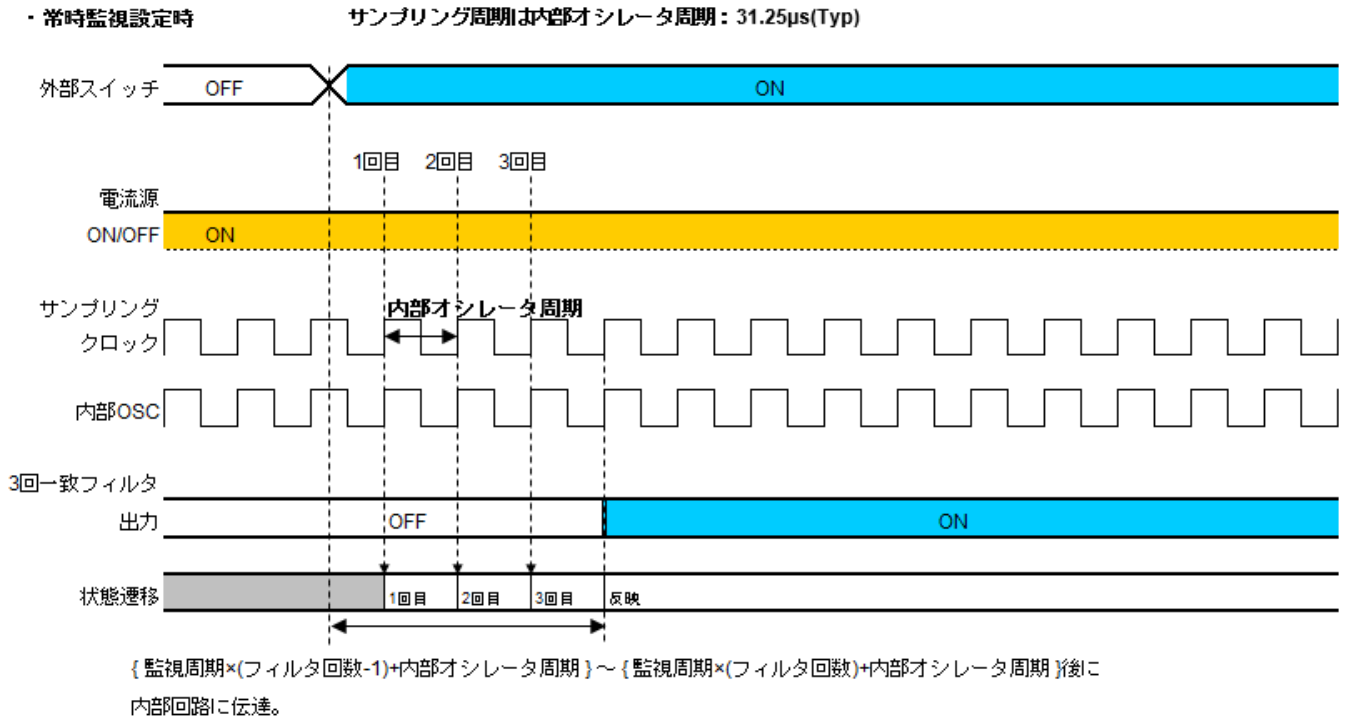 ・常時監視設定時 サンプリング周期は内部オシレータ周期：31.25µs(Typ)
外部スイッチ OFF ON
1回目 2回目 3回目
電流源
ON/OFF ON
サンプリング
クロック
内部オシレータ周期
内部OSC
3回一致フィルタ
出力 OFF ON
状態遷移 1回目 2回目 3回目 反映
{ 監視周期×(フィルタ回数-1)+内部オシレータ周期 } ～ { 監視周期×(フィルタ回数)+内部オシレータ周期 }後に
内部回路に伝達。